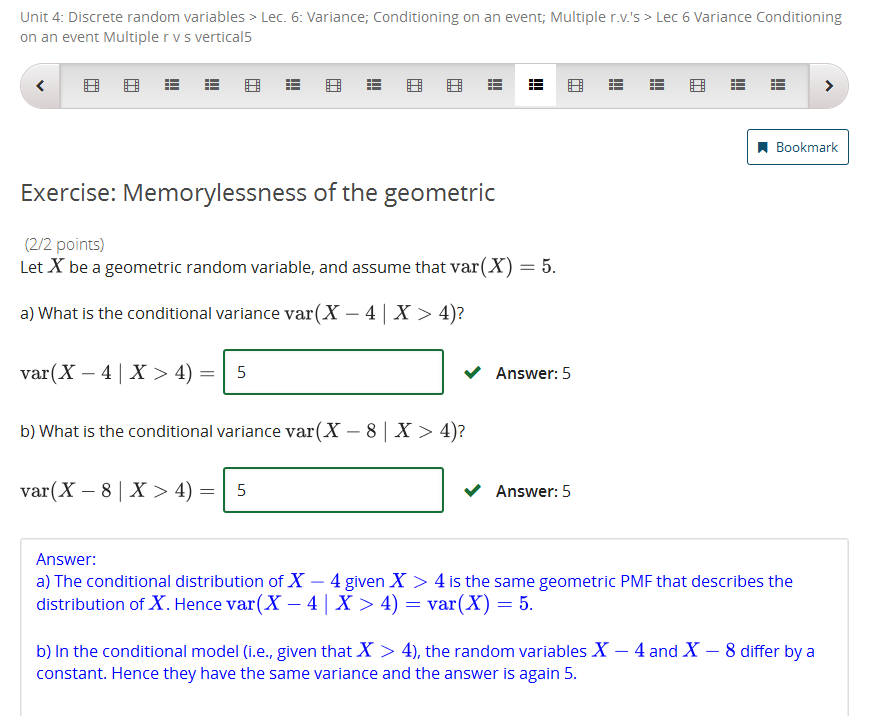 Unit 4: Discrete random variables > Lec. 6: Variance; Conditioning on an event; Multiple r.v.'s > Lec 6 Variance Conditioning
on an event Multiple r v s vertical5
Bookmark
Exercise: Memorylessness of the geometric
(2/2 points)
Let X be a geometric random variable, and assume that var(X) = 5.
a) What is the conditional variance var(X − 4 | X > 4)?
var(X − 4 | X > 4) = 5 Answer: 5
b) What is the conditional variance var(X − 8 | X > 4)?
var(X − 8 | X > 4) = 5 Answer: 5
Answer:
a) The conditional distribution of X − 4 given X > 4 is the same geometric PMF that describes the
distribution of X. Hence var(X − 4 | X > 4) = var(X) = 5.
b) In the conditional model (i.e., given that X > 4), the random variables X − 4 and X − 8 differ by a
constant. Hence they have the same variance and the answer is again 5.